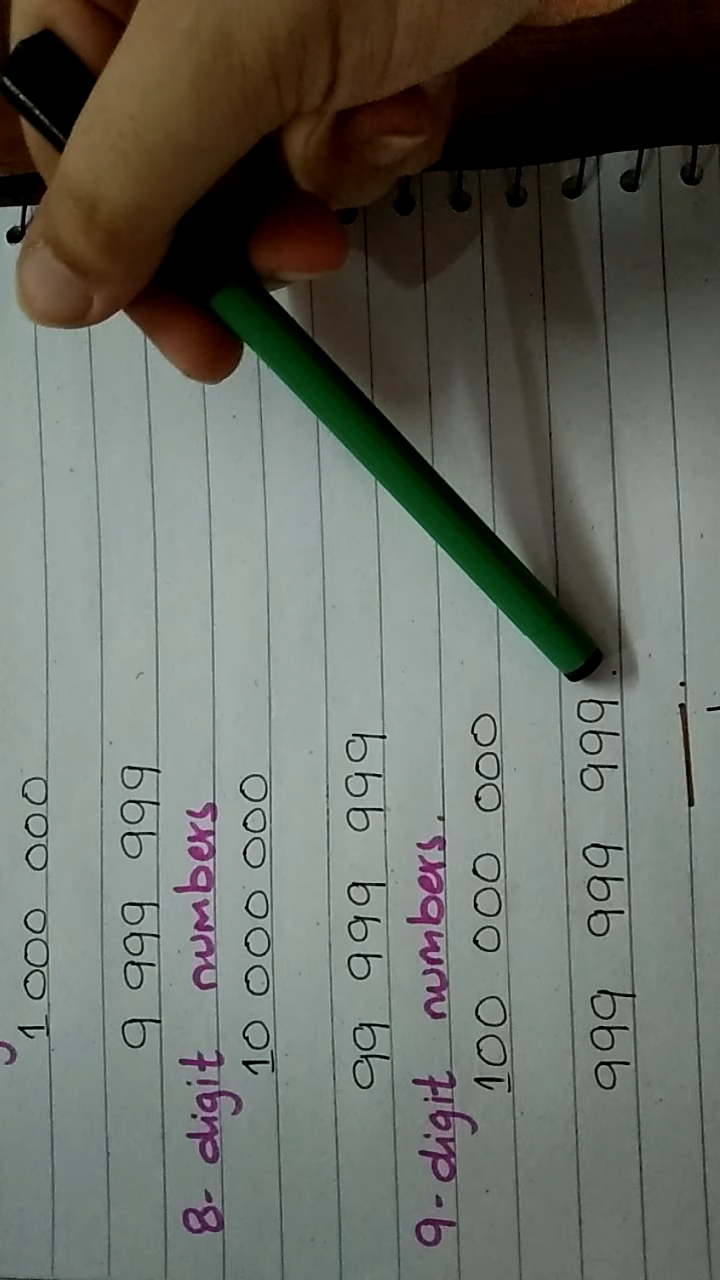 1 000 000
9 999 999
8- digit numbers
10 000 000
99 999 999
9-digit numbers.
100 000 000
999 999 999